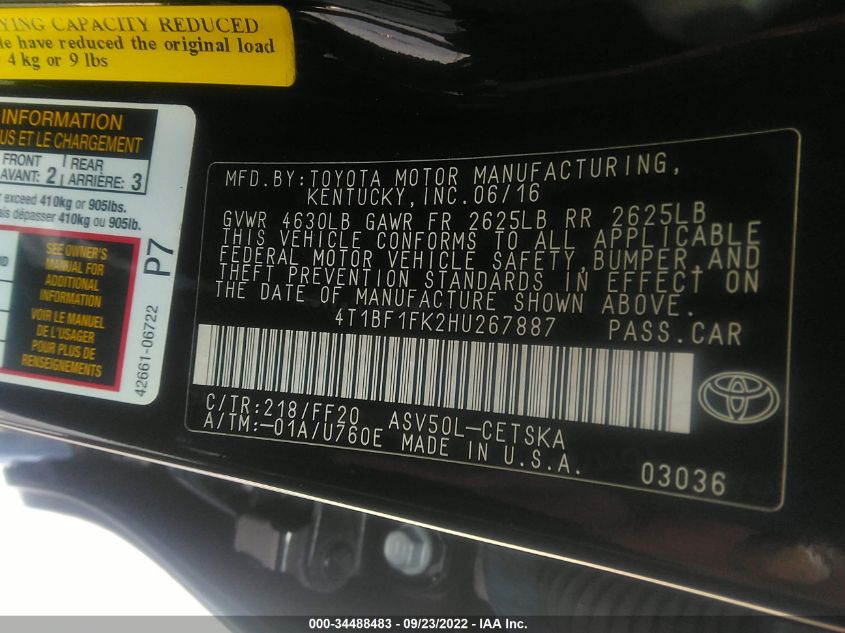 YING CAPACITY REDUCED
le have reduced the original load
4 kg or 9 lbs
INFORMATION
US ET LE CHARGEMENT
FRONT
AVANT: 2
REAR
ARRIÈRE: 3
exceed 410kg or 905lbs.
ais dépasser 410kg ou 905lb.
SEE OWNER'S
MANUAL FOR
ADDITIONAL
INFORMATION
VOIR LE MANUEL
DE L'USAGER
POUR PLUS DE
RENSEIGNEMENTS
P7
42661-06722
MFD.BY:TOYOTA MOTOR MANUFACTURING,
KENTUCKY,INC.06/16
GVWR 4630LB GAWR FR 2625LB RR 2625LB
THIS VEHICLE CONFORMS TO ALL APPLICABLE
FEDERAL MOTOR VEHICLE SAFETY,BUMPER,AND
THEFT PREVENTION STANDARDS IN EFFECT ON
THE DATE OF MANUFACTURE SHOWN ABOVE.
4T1BF1FK2HU267887 PASS.CAR
C/TR:218/FF20 ASV50L-CETSKA
A/TM:-01A/U760E MADE IN U.S.A.
03036
000-34488483 - 09/23/2022 - IAA Inc.